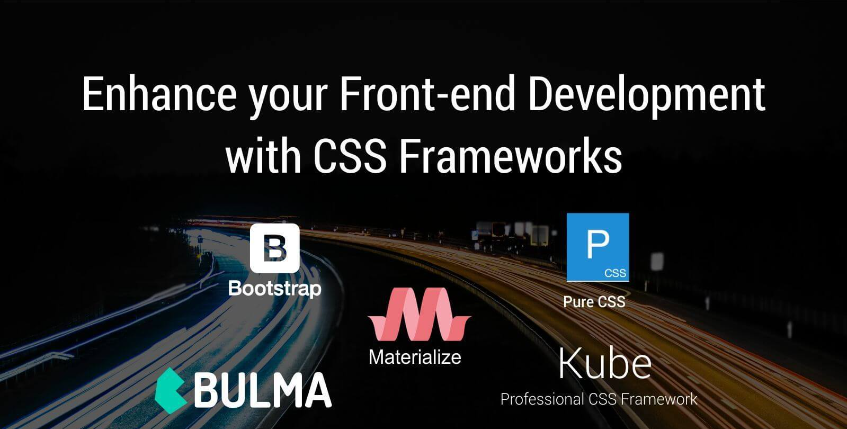 Enhance your Front-end Development
with CSS Frameworks
B
Bootstrap
P
CSS
Pure CSS
Materialize
Kube
Professional CSS Framework
BULMA